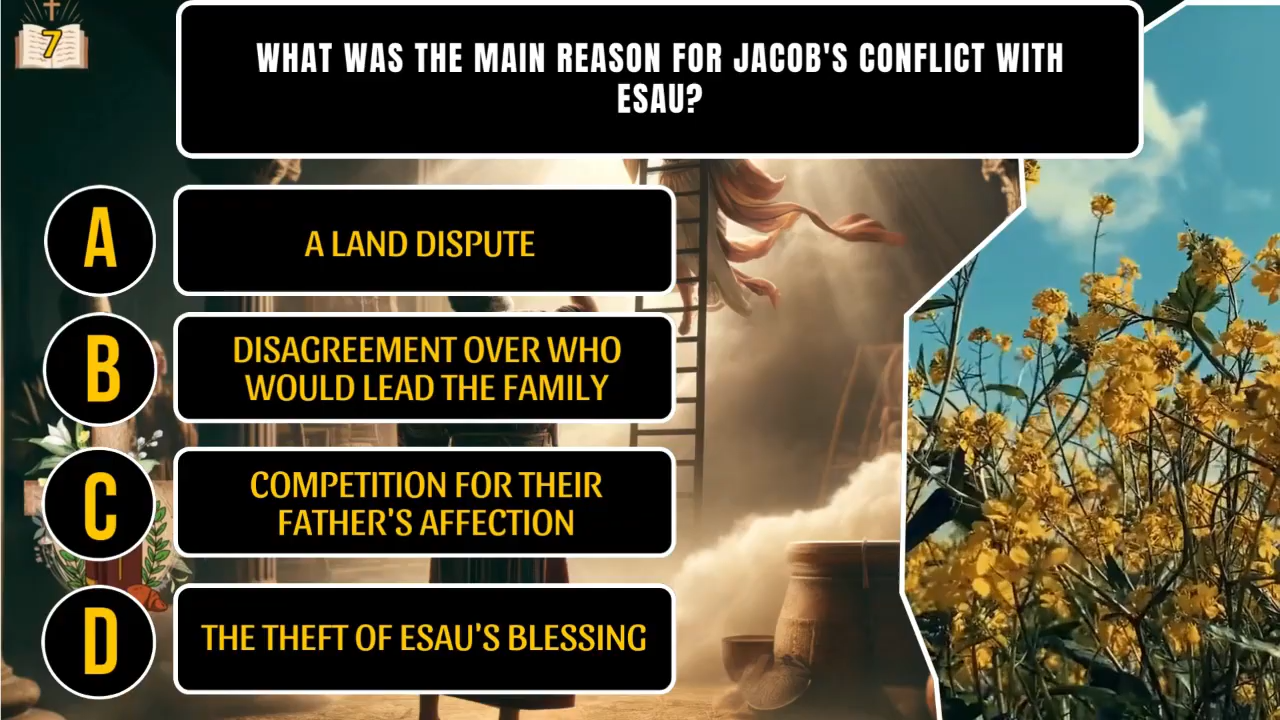 7
WHAT WAS THE MAIN REASON FOR JACOB'S CONFLICT WITH
ESAU?
A
A LAND DISPUTE
B
DISAGREEMENT OVER WHO
WOULD LEAD THE FAMILY
C
COMPETITION FOR THEIR
FATHER'S AFFECTION
D
THE THEFT OF ESAU'S BLESSING